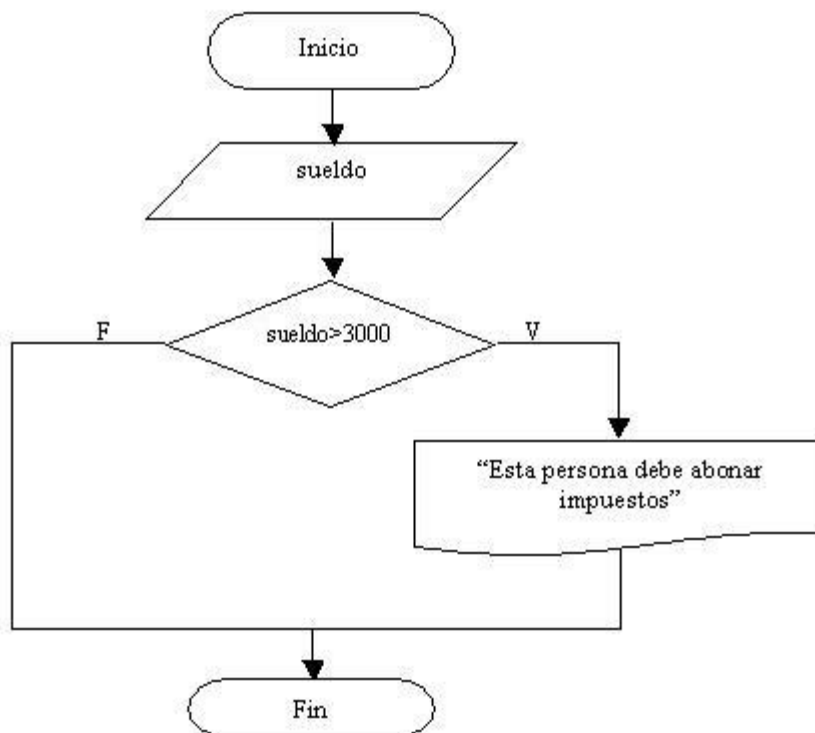 Inicio
sueldo
sueldo>3000
F
V
“Esta persona debe abonar
impuestos”
Fin